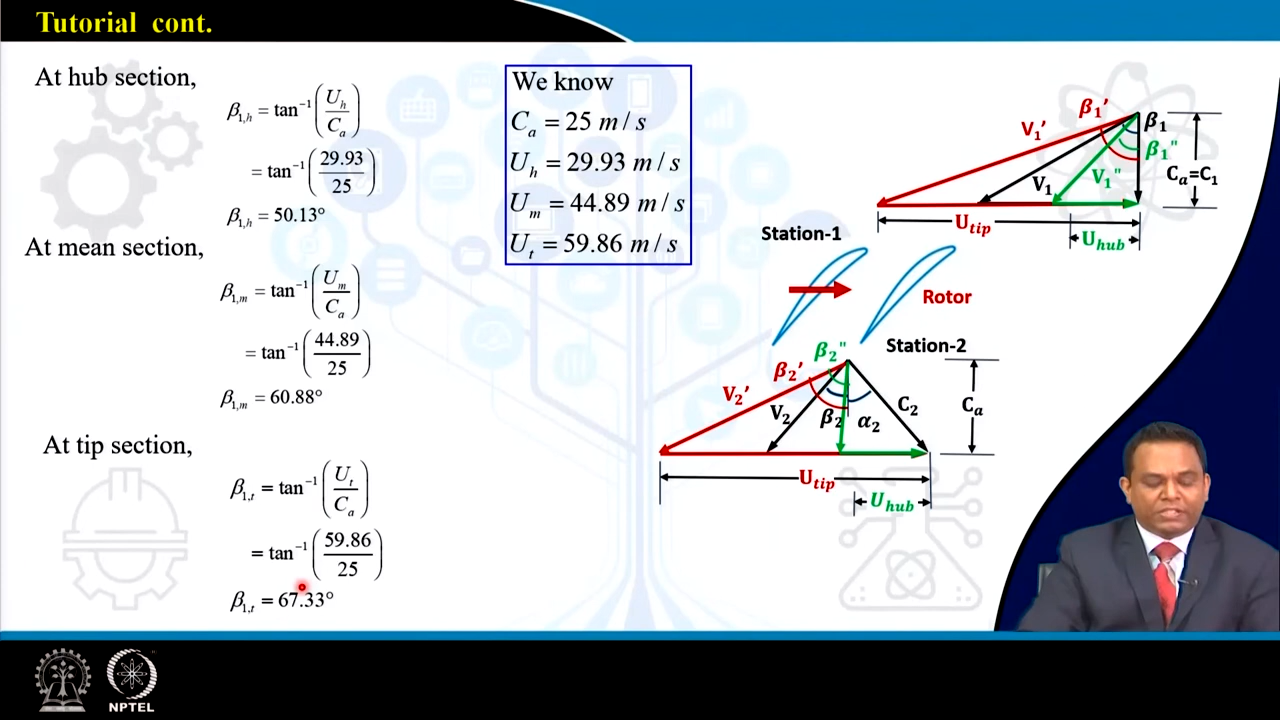 Tutorial cont.
At hub section,
β₁,ₕ = tan⁻¹(Uₕ/Cₐ)
= tan⁻¹(29.93/25)
β₁,ₕ = 50.13°
At mean section,
β₁,ₘ = tan⁻¹(Uₘ/Cₐ)
= tan⁻¹(44.89/25)
β₁,ₘ = 60.88°
At tip section,
β₁,ₜ = tan⁻¹(Uₜ/Cₐ)
= tan⁻¹(59.86/25)
β₁,ₜ = 67.33°
We know
Cₐ = 25 m / s
Uₕ = 29.93 m / s
Uₘ = 44.89 m / s
Uₜ = 59.86 m / s
β₁'
β₁
V₁'
β₁"
V₁
V₁"
Cₐ=C₁
U_tip
U_hub
Station-1
Rotor
Station-2
β₂"
β₂'
V₂'
V₂
β₂
α₂
C₂
Cₐ
U_tip
U_hub
NPTEL